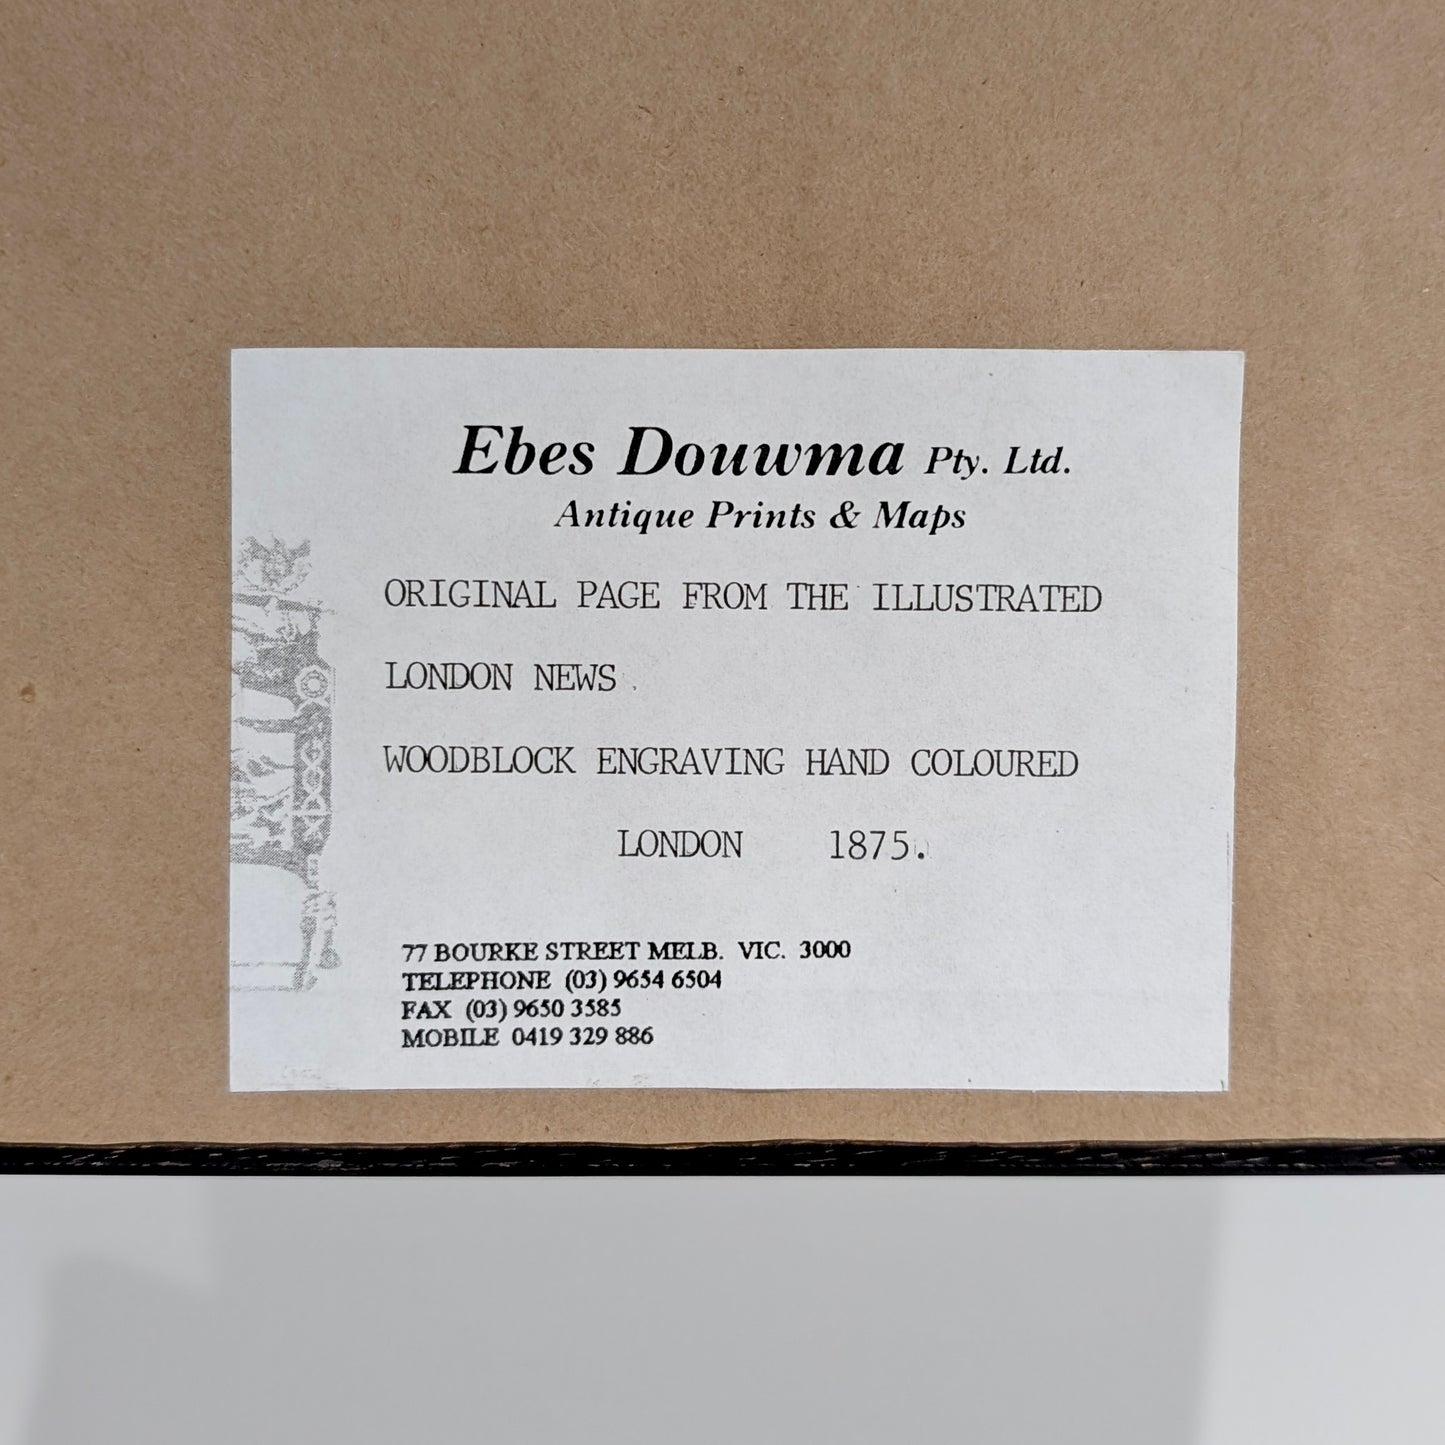 Ebes Douwma Pty. Ltd.
Antique Prints & Maps
ORIGINAL PAGE FROM THE ILLUSTRATED
LONDON NEWS.
WOODBLOCK ENGRAVING HAND COLOURED
LONDON 1875.
77 BOURKE STREET MELB. VIC. 3000
TELEPHONE (03) 9654 6504
FAX (03) 9650 3585
MOBILE 0419 329 886